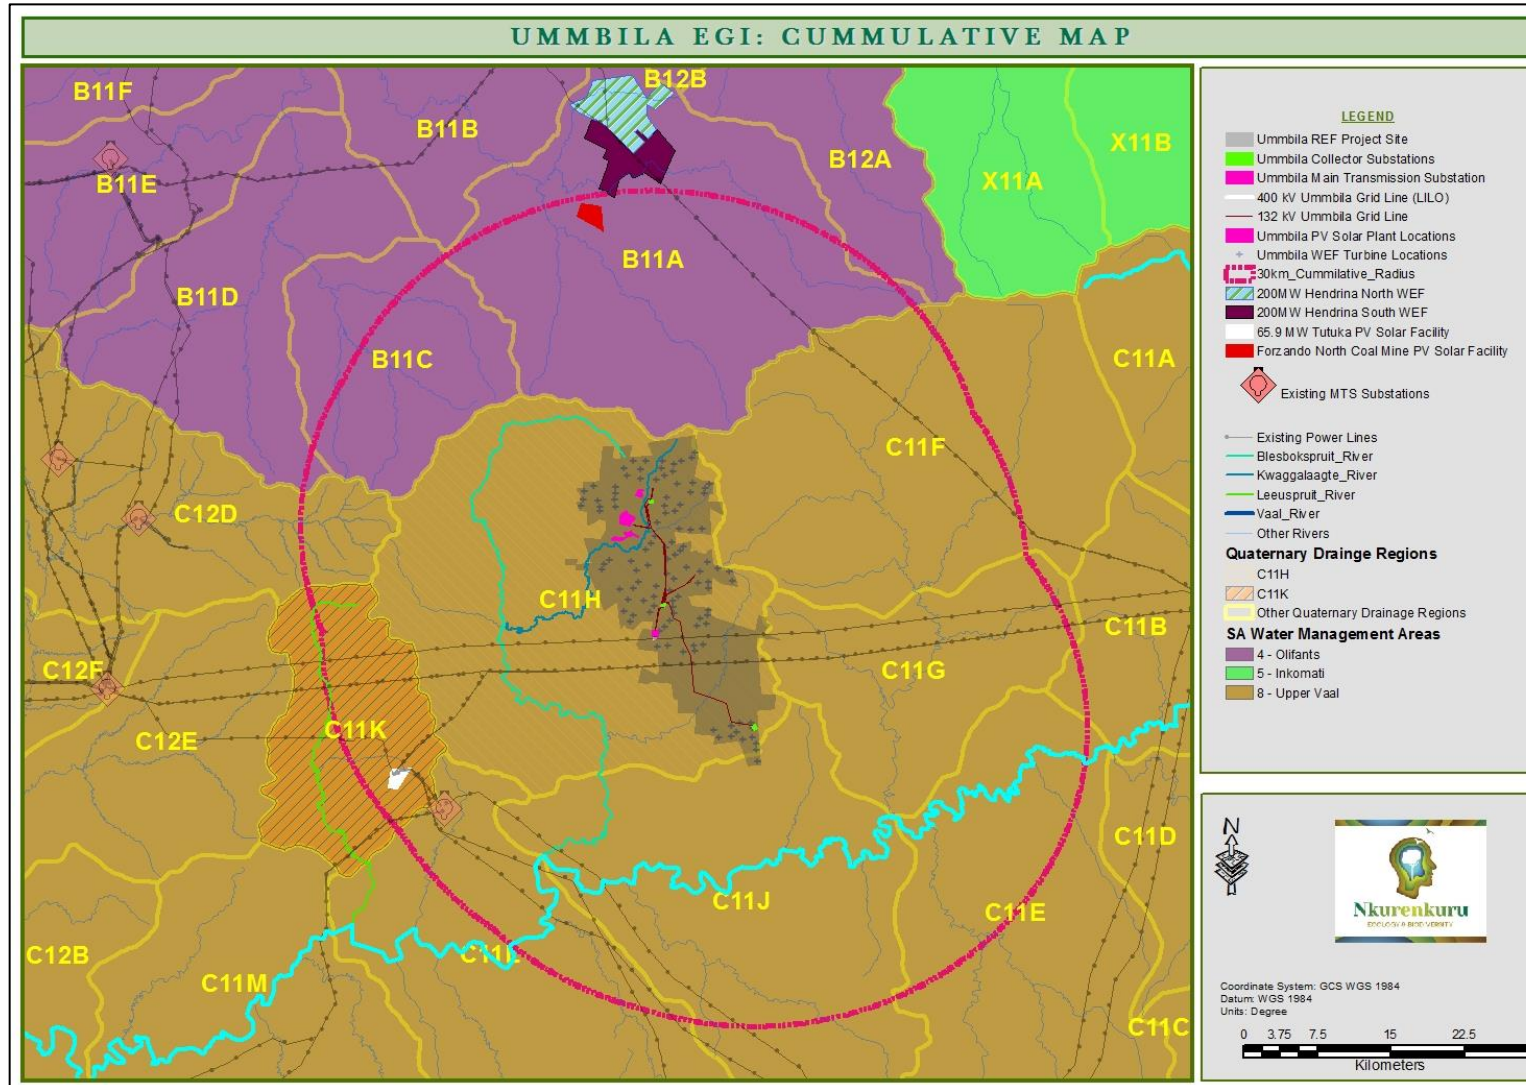 UMMBILA EGI: CUMMULATIVE MAP
B11F
B12B
B11B
B11E
B12A
X11B
X11A
B11A
B11D
B11C
C11A
C11F
C12D
C11H
C11B
C12F
C11G
C12E
C11K
C11D
C11J
C11E
C12B
C11M
C11C
LEGEND
Ummbila REF Project Site
Ummbila Collector Substations
Ummbila Main Transmission Substation
400 kV Ummbila Grid Line (LILO)
132 kV Ummbila Grid Line
Ummbila PV Solar Plant Locations
Ummbila WEF Turbine Locations
30km_Cummilative_Radius
200MW Hendrina North WEF
200MW Hendrina South WEF
65.9 MW Tutuka PV Solar Facility
Forzando North Coal Mine PV Solar Facility
Existing MTS Substations
Existing Power Lines
Blesbokspruit_River
Kwaggalaagte_River
Leeuspruit_River
Vaal_River
Other Rivers
Quaternary Drainge Regions
C11H
C11K
Other Quaternary Drainage Regions
SA Water Management Areas
4 - Olifants
5 - Inkomati
8 - Upper Vaal
N
Nkurenkuru
ECOLOGY & BIODIVERSITY
Coordinate System: GCS WGS 1984
Datum: WGS 1984
Units: Degree
0 3.75 7.5 15 22.5
Kilometers